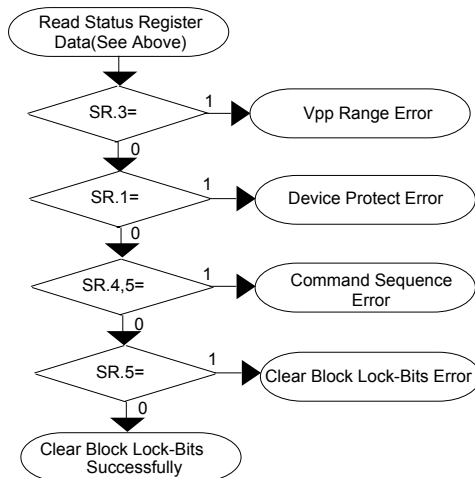 Read Status Register
Data(See Above)
SR.3=
1
Vpp Range Error
0
SR.1=
1
Device Protect Error
0
SR.4,5=
1
Command Sequence
Error
0
SR.5=
1
Clear Block Lock-Bits Error
0
Clear Block Lock-Bits
Successfully